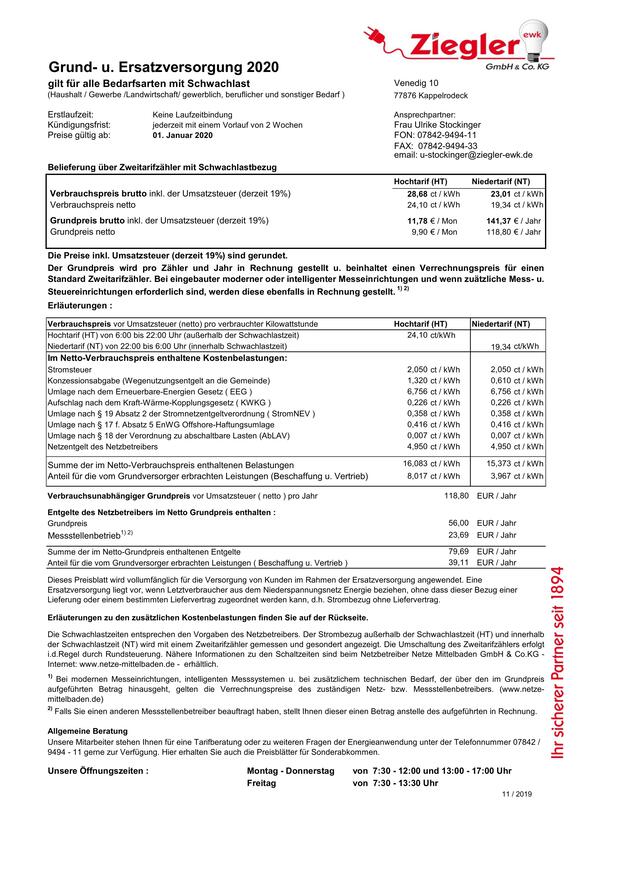 Ziegler ewk
GmbH & Co. KG
Grund- u. Ersatzversorgung 2020
gilt für alle Bedarfsarten mit Schwachlast
(Haushalt / Gewerbe /Landwirtschaft/ gewerblich, beruflicher und sonstiger Bedarf )
Venedig 10
77876 Kappelrodeck
Erstlaufzeit: Keine Laufzeitbindung
Kündigungsfrist: jederzeit mit einem Vorlauf von 2 Wochen
Preise gültig ab: 01. Januar 2020
Ansprechpartner:
Frau Ulrike Stockinger
FON: 07842-9494-11
FAX: 07842-9494-33
email: u-stockinger@ziegler-ewk.de
Belieferung über Zweitarifzähler mit Schwachlastbezug
Hochtarif (HT) Niedertarif (NT)
Verbrauchspreis brutto inkl. der Umsatzsteuer (derzeit 19%) 28,68 ct / kWh 23,01 ct / kWh
Verbrauchspreis netto 24,10 ct / kWh 19,34 ct / kWh
Grundpreis brutto inkl. der Umsatzsteuer (derzeit 19%) 11,78 € / Mon 141,37 € / Jahr
Grundpreis netto 9,90 € / Mon 118,80 € / Jahr
Die Preise inkl. Umsatzsteuer (derzeit 19%) sind gerundet.
Der Grundpreis wird pro Zähler und Jahr in Rechnung gestellt u. beinhaltet einen Verrechnungspreis für einen
Standard Zweitarifzähler. Bei eingebauter moderner oder intelligenter Messeinrichtungen und wenn zusätzliche Mess- u.
Steuereinrichtungen erforderlich sind, werden diese ebenfalls in Rechnung gestellt. 1) 2)
Erläuterungen :
Verbrauchspreis vor Umsatzsteuer (netto) pro verbrauchter Kilowattstunde Hochtarif (HT) Niedertarif (NT)
Hochtarif (HT) von 6:00 bis 22:00 Uhr (außerhalb der Schwachlastzeit) 24,10 ct/kWh
Niedertarif (NT) von 22:00 bis 6:00 Uhr (innerhalb Schwachlastzeit) 19,34 ct/kWh
Im Netto-Verbrauchspreis enthaltene Kostenbelastungen:
Stromsteuer 2,050 ct / kWh 2,050 ct / kWh
Konzessionsabgabe (Wegenutzungsentgelt an die Gemeinde) 1,320 ct / kWh 0,610 ct / kWh
Umlage nach dem Erneuerbare-Energien Gesetz ( EEG ) 6,756 ct / kWh 6,756 ct / kWh
Aufschlag nach dem Kraft-Wärme-Kopplungsgesetz ( KWKG ) 0,226 ct / kWh 0,226 ct / kWh
Umlage nach § 19 Absatz 2 der Stromnetzentgeltverordnung ( StromNEV ) 0,358 ct / kWh 0,358 ct / kWh
Umlage nach § 17 f. Absatz 5 EnWG Offshore-Haftungsumlage 0,416 ct / kWh 0,416 ct / kWh
Umlage nach § 18 der Verordnung zu abschaltbare Lasten (AbLAV) 0,007 ct / kWh 0,007 ct / kWh
Netzentgelt des Netzbetreibers 4,950 ct / kWh 4,950 ct / kWh
Summe der im Netto-Verbrauchspreis enthaltenen Belastungen 16,083 ct / kWh 15,373 ct / kWh
Anteil für die vom Grundversorger erbrachten Leistungen (Beschaffung u. Vertrieb) 8,017 ct / kWh 3,967 ct / kWh
Verbrauchsunabhängiger Grundpreis vor Umsatzsteuer ( netto ) pro Jahr 118,80 EUR / Jahr
Entgelte des Netzbetreibers im Netto Grundpreis enthalten :
Grundpreis 56,00 EUR / Jahr
Messstellenbetrieb1) 2) 23,69 EUR / Jahr
Summe der im Netto-Grundpreis enthaltenen Entgelte 79,69 EUR / Jahr
Anteil für die vom Grundversorger erbrachten Leistungen ( Beschaffung u. Vertrieb ) 39,11 EUR / Jahr
Dieses Preisblatt wird vollumfänglich für die Versorgung von Kunden im Rahmen der Ersatzversorgung angewendet. Eine
Ersatzversorgung liegt vor, wenn Letztverbraucher aus dem Niederspannungsnetz Energie beziehen, ohne dass dieser Bezug einer
Lieferung oder einem bestimmten Liefervertrag zugeordnet werden kann, d.h. Strombezug ohne Liefervertrag.
Erläuterungen zu den zusätzlichen Kostenbelastungen finden Sie auf der Rückseite.
Die Schwachlastzeiten entsprechen den Vorgaben des Netzbetreibers. Der Strombezug außerhalb der Schwachlastzeit (HT) und innerhalb
der Schwachlastzeit (NT) wird mit einem Zweitarifzähler gemessen und gesondert angezeigt. Die Umschaltung des Zweitarifzählers erfolgt
i.d.Regel durch Rundsteuerung. Nähere Informationen zu den Schaltzeiten sind beim Netzbetreiber Netze Mittelbaden GmbH & Co.KG -
Internet: www.netze-mittelbaden.de - erhältlich.
1) Bei modernen Messeinrichtungen, intelligenten Messsystemen u. bei zusätzlichem technischen Bedarf, der über den im Grundpreis
aufgeführten Betrag hinausgeht, gelten die Verrechnungspreise des zuständigen Netz- bzw. Messstellenbetreibers. (www.netze-
mittelbaden.de)
2) Falls Sie einen anderen Messstellenbetreiber beauftragt haben, stellt Ihnen dieser einen Betrag anstelle des aufgeführten in Rechnung.
Allgemeine Beratung
Unsere Mitarbeiter stehen Ihnen für eine Tarifberatung oder zu weiteren Fragen der Energieanwendung unter der Telefonnummer 07842 /
9494 - 11 gerne zur Verfügung. Hier erhalten Sie auch die Preisblätter für Sonderabkommen.
Unsere Öffnungszeiten : Montag - Donnerstag von 7:30 - 12:00 und 13:00 - 17:00 Uhr
Freitag von 7:30 - 13:30 Uhr
11 / 2019
Ihr sicherer Partner seit 1894